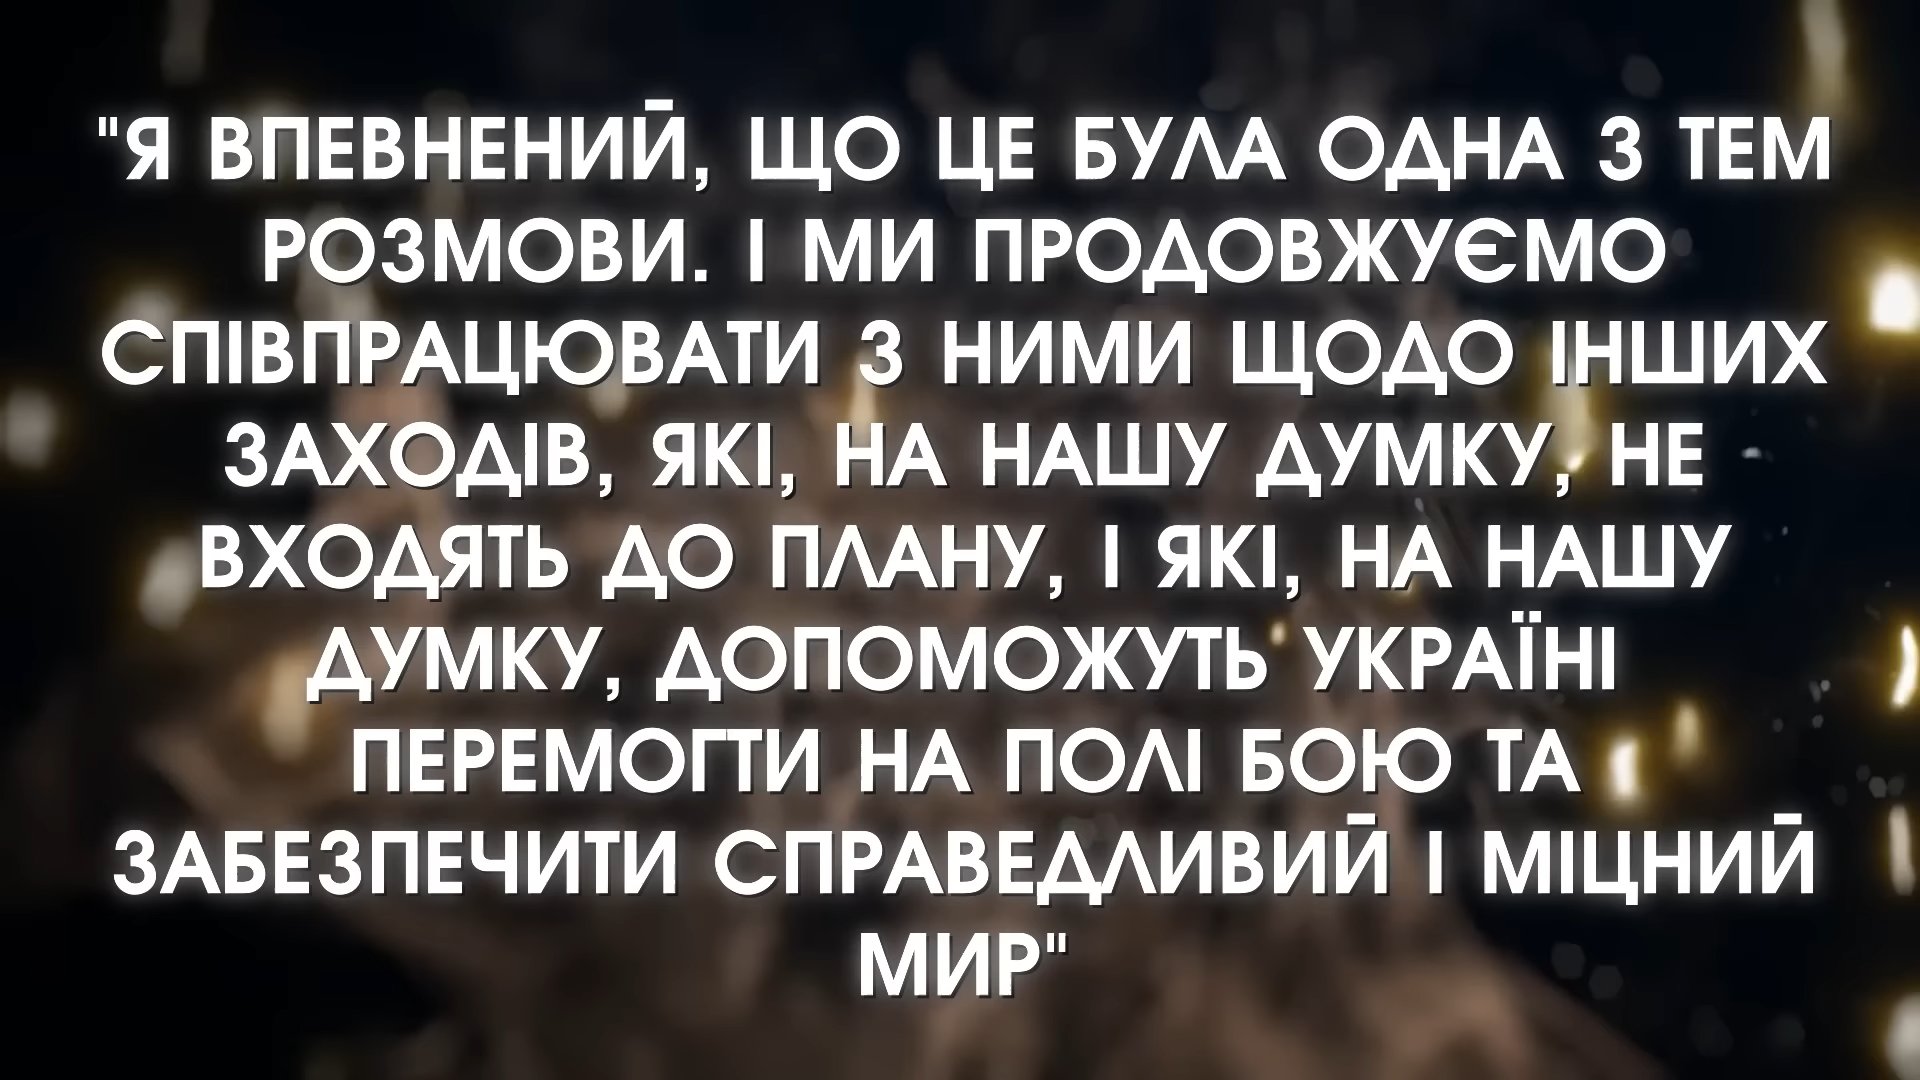 "Я ВПЕВНЕНИЙ, ЩО ЦЕ БУЛА ОДНА З ТЕМ
РОЗМОВИ. І МИ ПРОДОВЖУЄМО
СПІВПРАЦЮВАТИ З НИМИ ЩОДО ІНШИХ
ЗАХОДІВ, ЯКІ, НА НАШУ ДУМКУ, НЕ
ВХОДЯТЬ ДО ПЛАНУ, І ЯКІ, НА НАШУ
ДУМКУ, ДОПОМОЖУТЬ УКРАЇНІ
ПЕРЕМОГТИ НА ПОЛІ БОЮ ТА
ЗАБЕЗПЕЧИТИ СПРАВЕДЛИВИЙ І МІЦНИЙ
МИР"